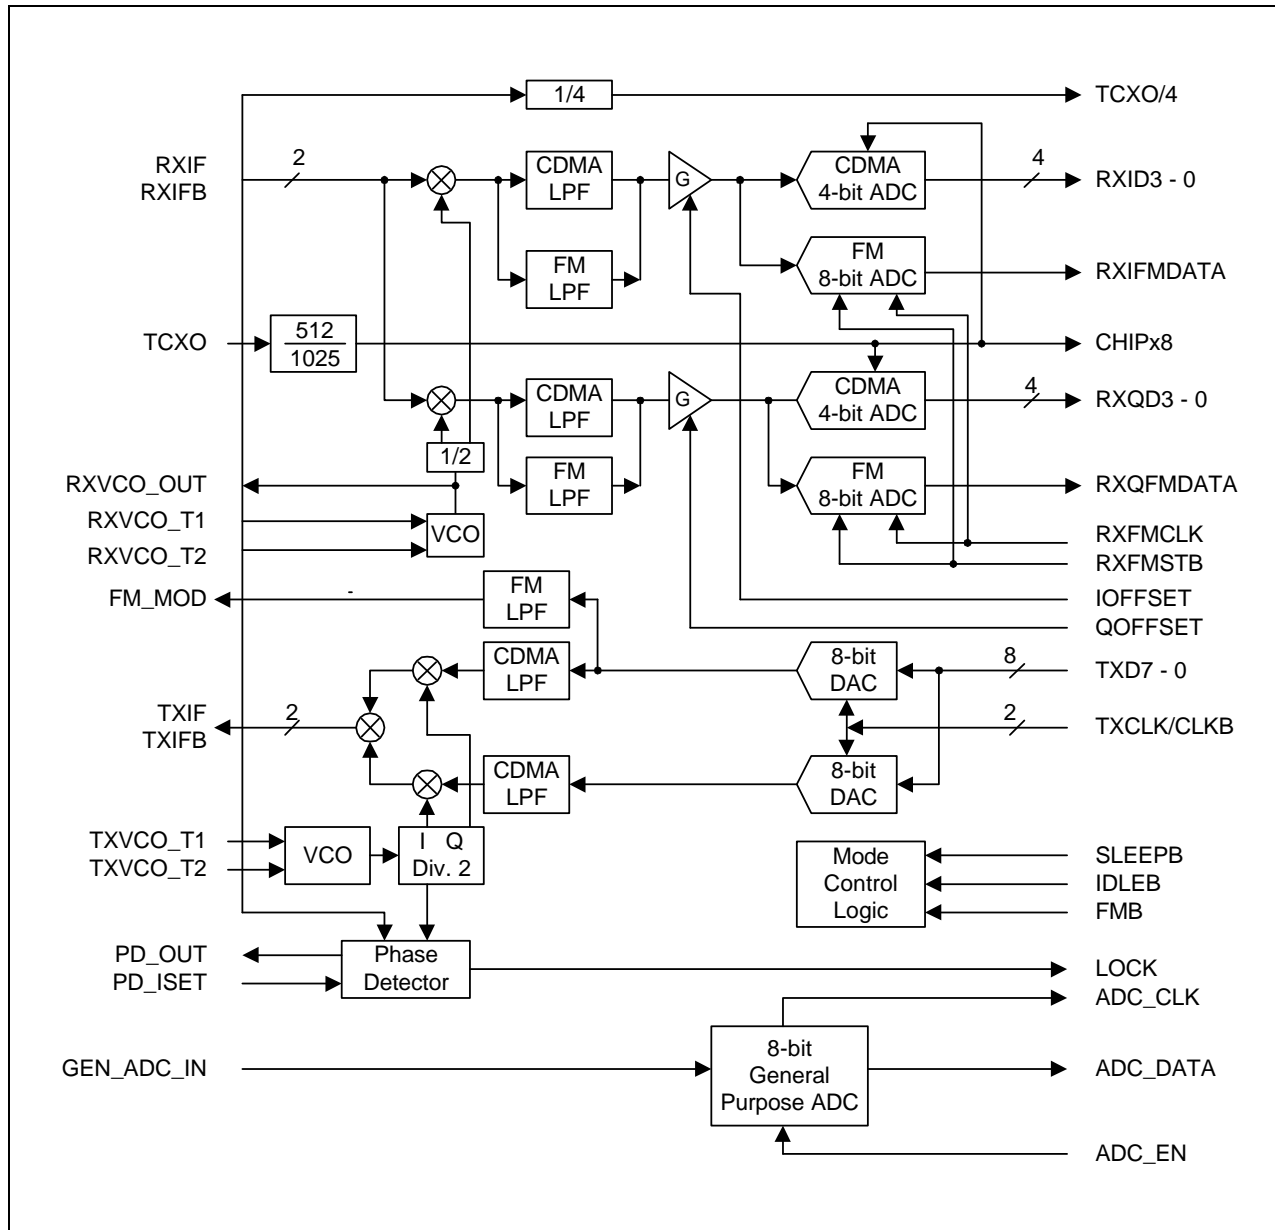 1/4
TCXO/4
RXIF
RXIFB
2
CDMA
LPF
G
CDMA
4-bit ADC
4
RXID3 - 0
FM
LPF
FM
8-bit ADC
RXIFMDATA
TCXO
512
1025
CHIPx8
CDMA
LPF
G
CDMA
4-bit ADC
4
RXQD3 - 0
1/2
RXVCO_OUT
FM
LPF
FM
8-bit ADC
RXQFMDATA
RXVCO_T1
RXVCO_T2
VCO
RXFMCLK
RXFMSTB
FM_MOD
-
FM
LPF
IOFFSET
QOFFSET
CDMA
LPF
8-bit
DAC
8
TXD7 - 0
TXIF
TXIFB
2
2
TXCLK/CLKB
CDMA
LPF
8-bit
DAC
TXVCO_T1
TXVCO_T2
VCO
I Q
Div. 2
Mode
Control
Logic
SLEEPB
IDLEB
FMB
PD_OUT
PD_ISET
Phase
Detector
LOCK
ADC_CLK
GEN_ADC_IN
8-bit
General
Purpose ADC
ADC_DATA
ADC_EN